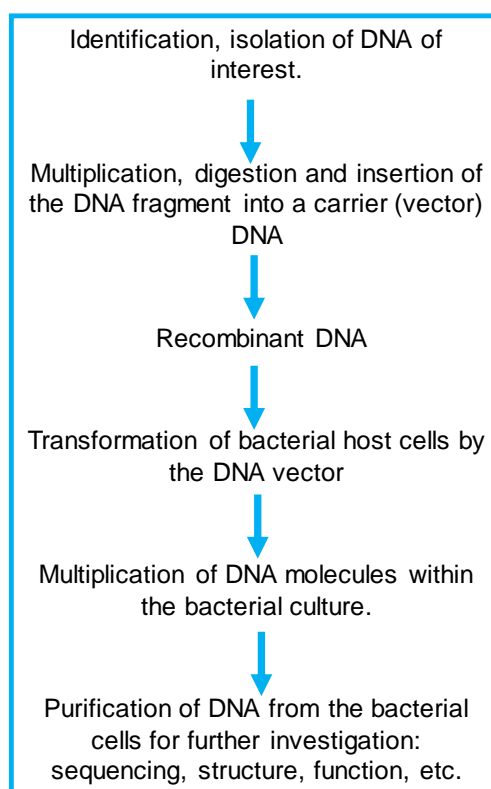 Identification, isolation of DNA of
interest.
Multiplication, digestion and insertion of
the DNA fragment into a carrier (vector)
DNA
Recombinant DNA
Transformation of bacterial host cells by
the DNA vector
Multiplication of DNA molecules within
the bacterial culture.
Purification of DNA from the bacterial
cells for further investigation:
sequencing, structure, function, etc.